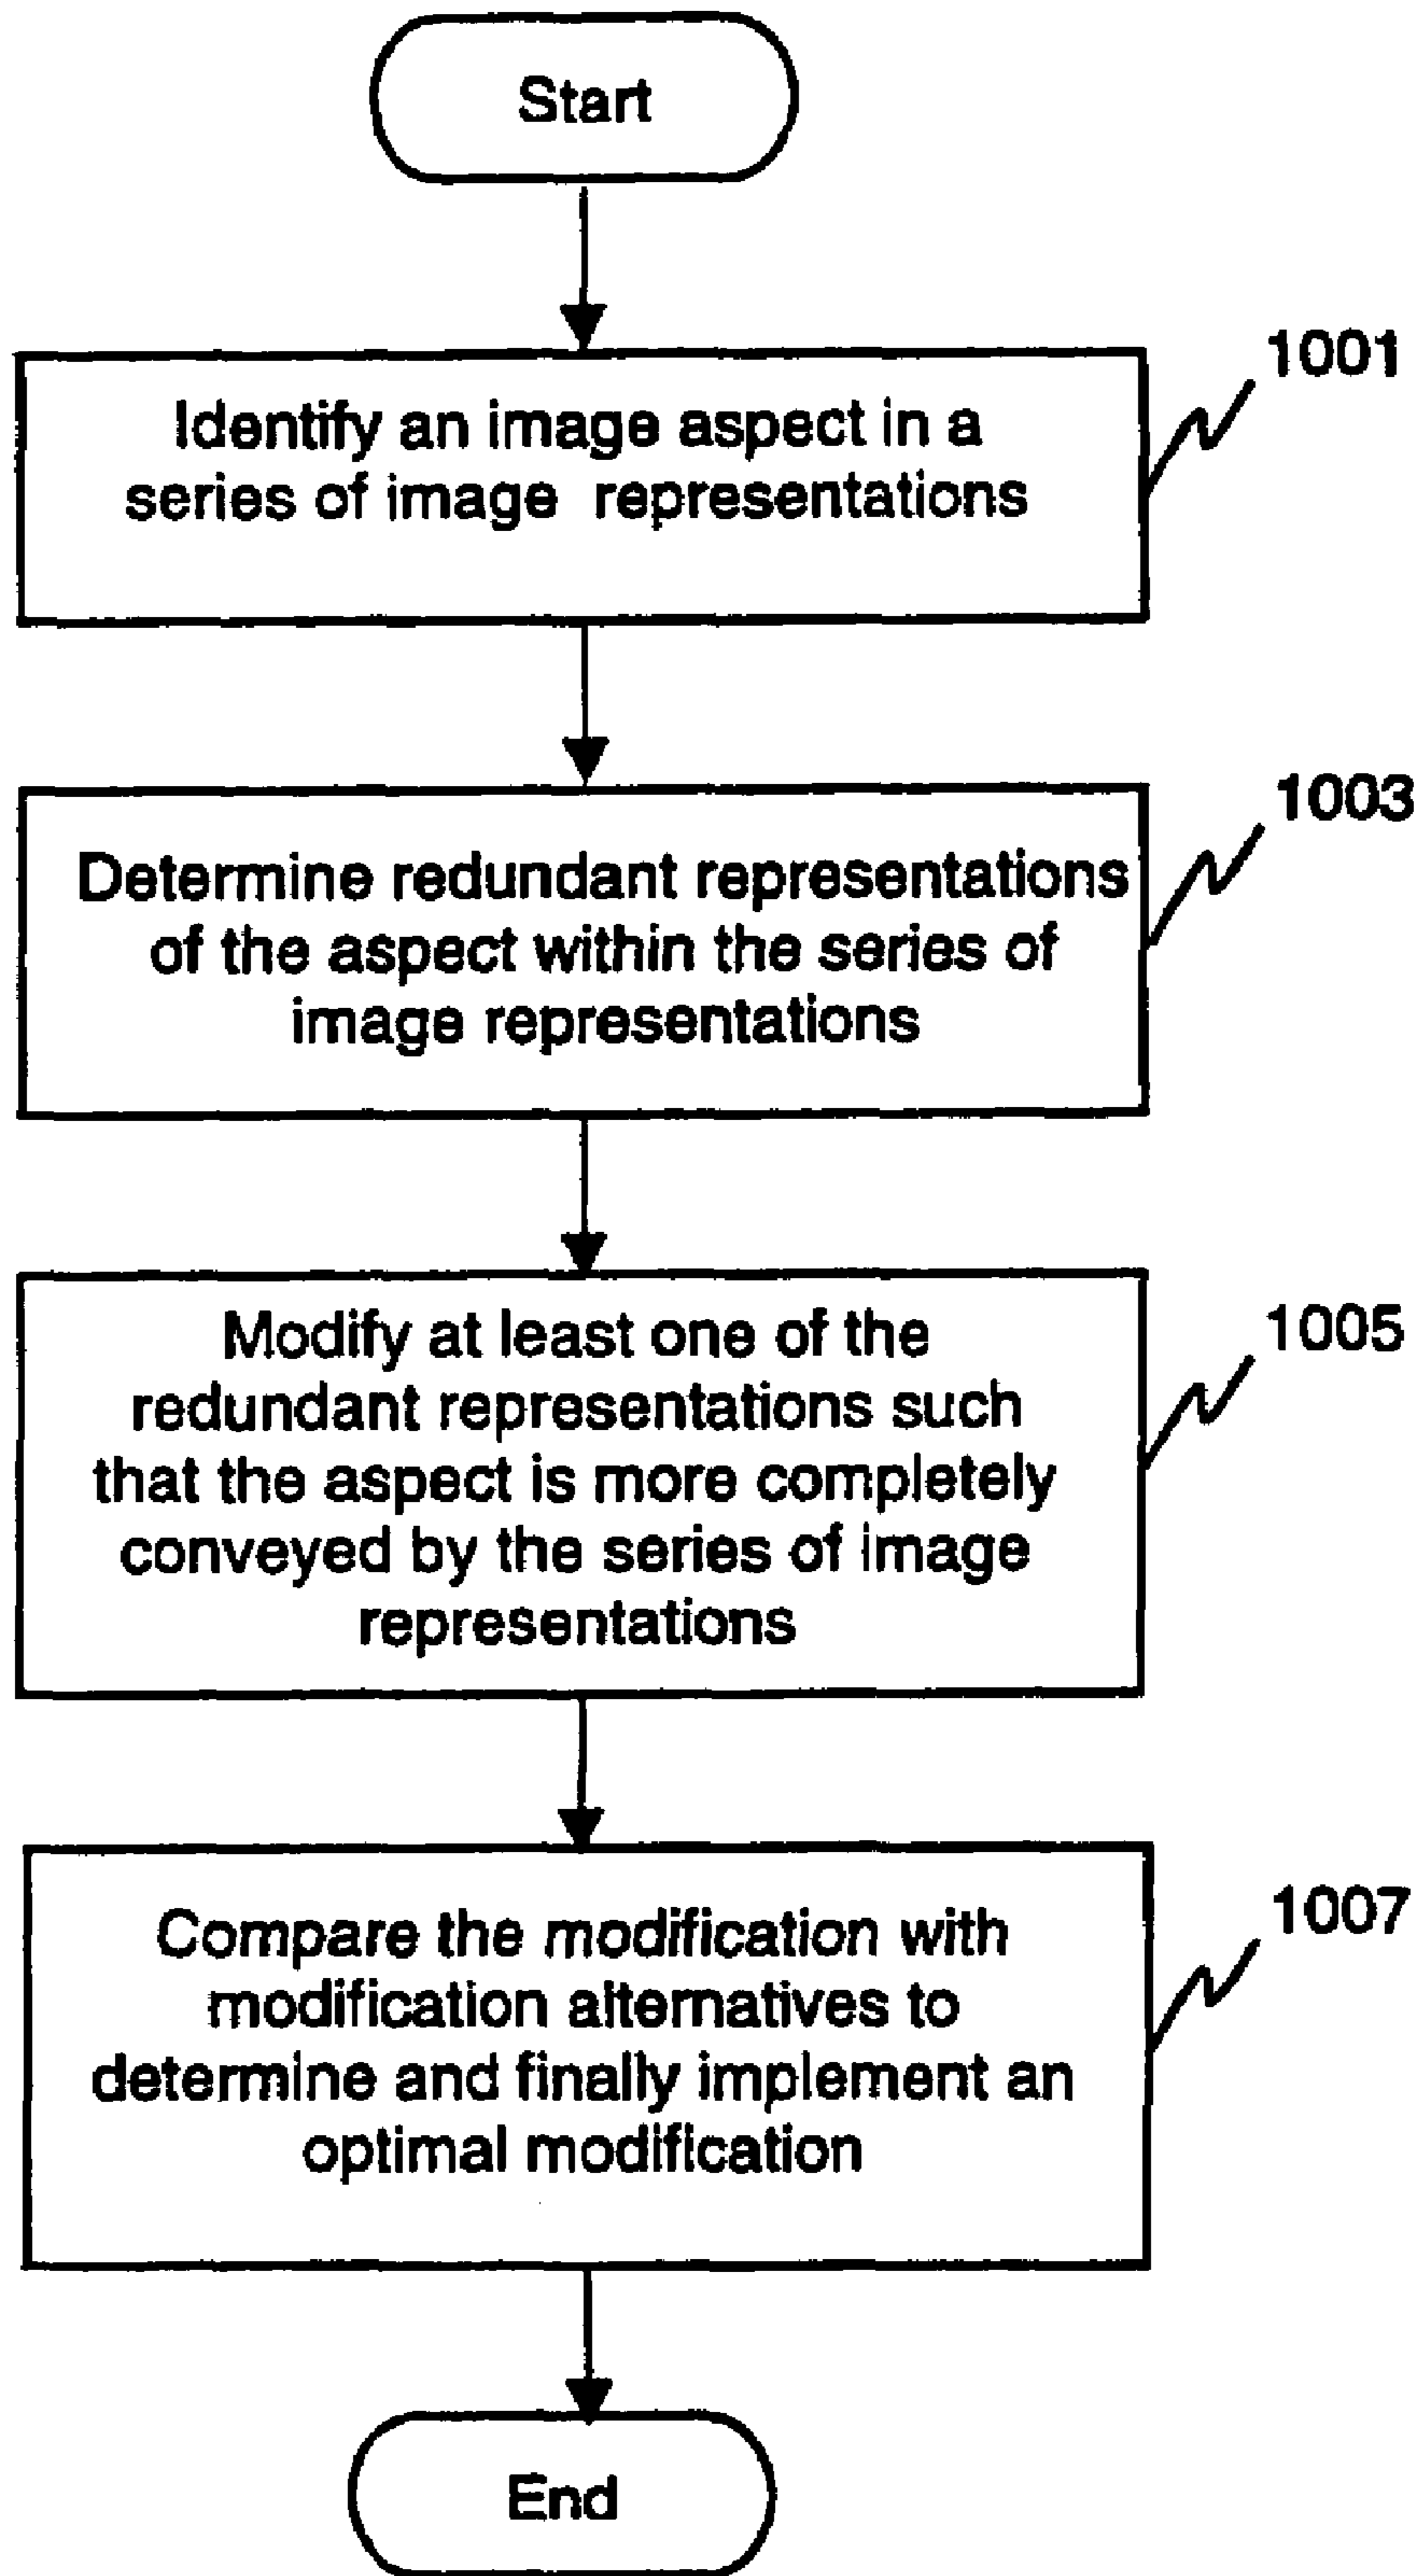 Start
1001
Identify an image aspect in a
series of image representations
1003
Determine redundant representations
of the aspect within the series of
image representations
1005
Modify at least one of the
redundant representations such
that the aspect is more completely
conveyed by the series of image
representations
1007
Compare the modification with
modification alternatives to
determine and finally implement an
optimal modification
End